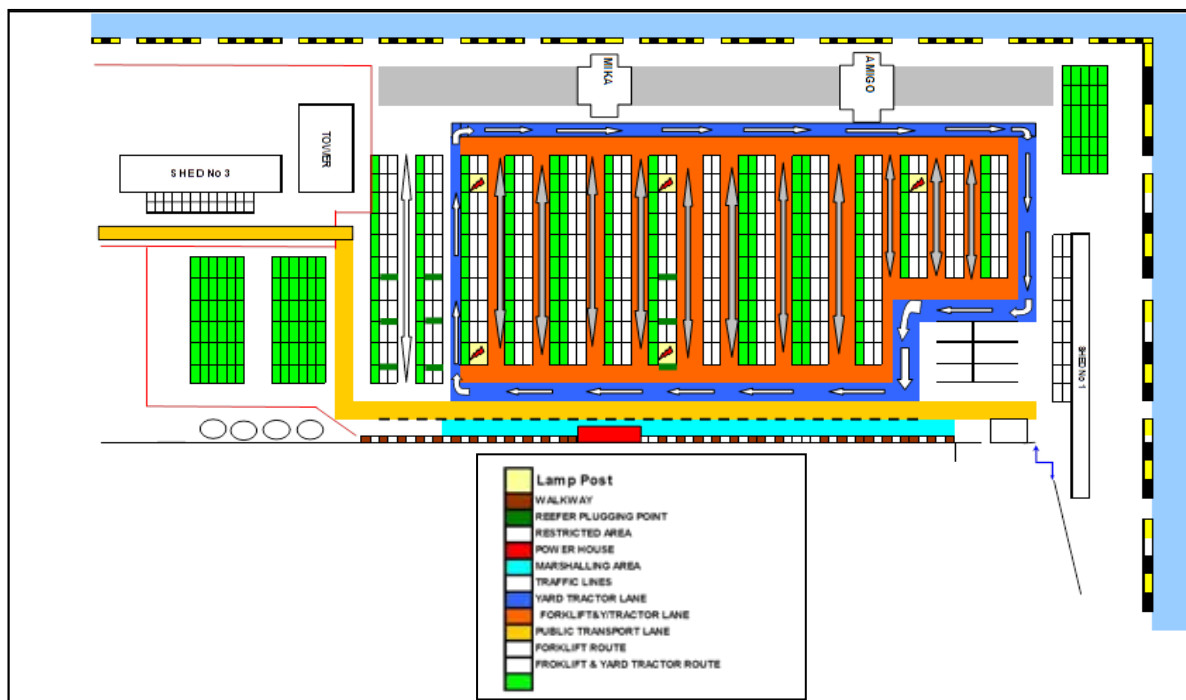 MIKA
AMIGO
TOWER
SHED No 3
SHED No 1
Lamp Post
WALKWAY
REEFER PLUGGING POINT
RESTRICTED AREA
POWER HOUSE
MARSHALLING AREA
TRAFFIC LINES
YARD TRACTOR LANE
FORKLIFT&Y/TRACTOR LANE
PUBLIC TRANSPORT LANE
FORKLIFT ROUTE
FROKLIFT & YARD TRACTOR ROUTE